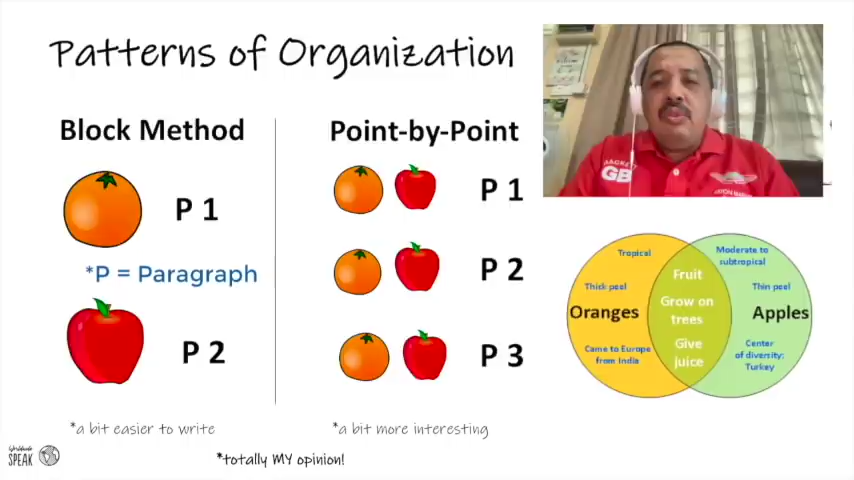 Patterns of Organization
Block Method
P 1
*P = Paragraph
P 2
*a bit easier to write
Point-by-Point
P 1
P 2
P 3
*a bit more interesting
*totally MY opinion!
HACKETT
GB
Tropical
Thick peel
Oranges
Came to Europe
from India
Fruit
Grow on
trees
Give
juice
Moderate to
subtropical
Thin peel
Apples
Center
of diversity:
Turkey
SPEAK